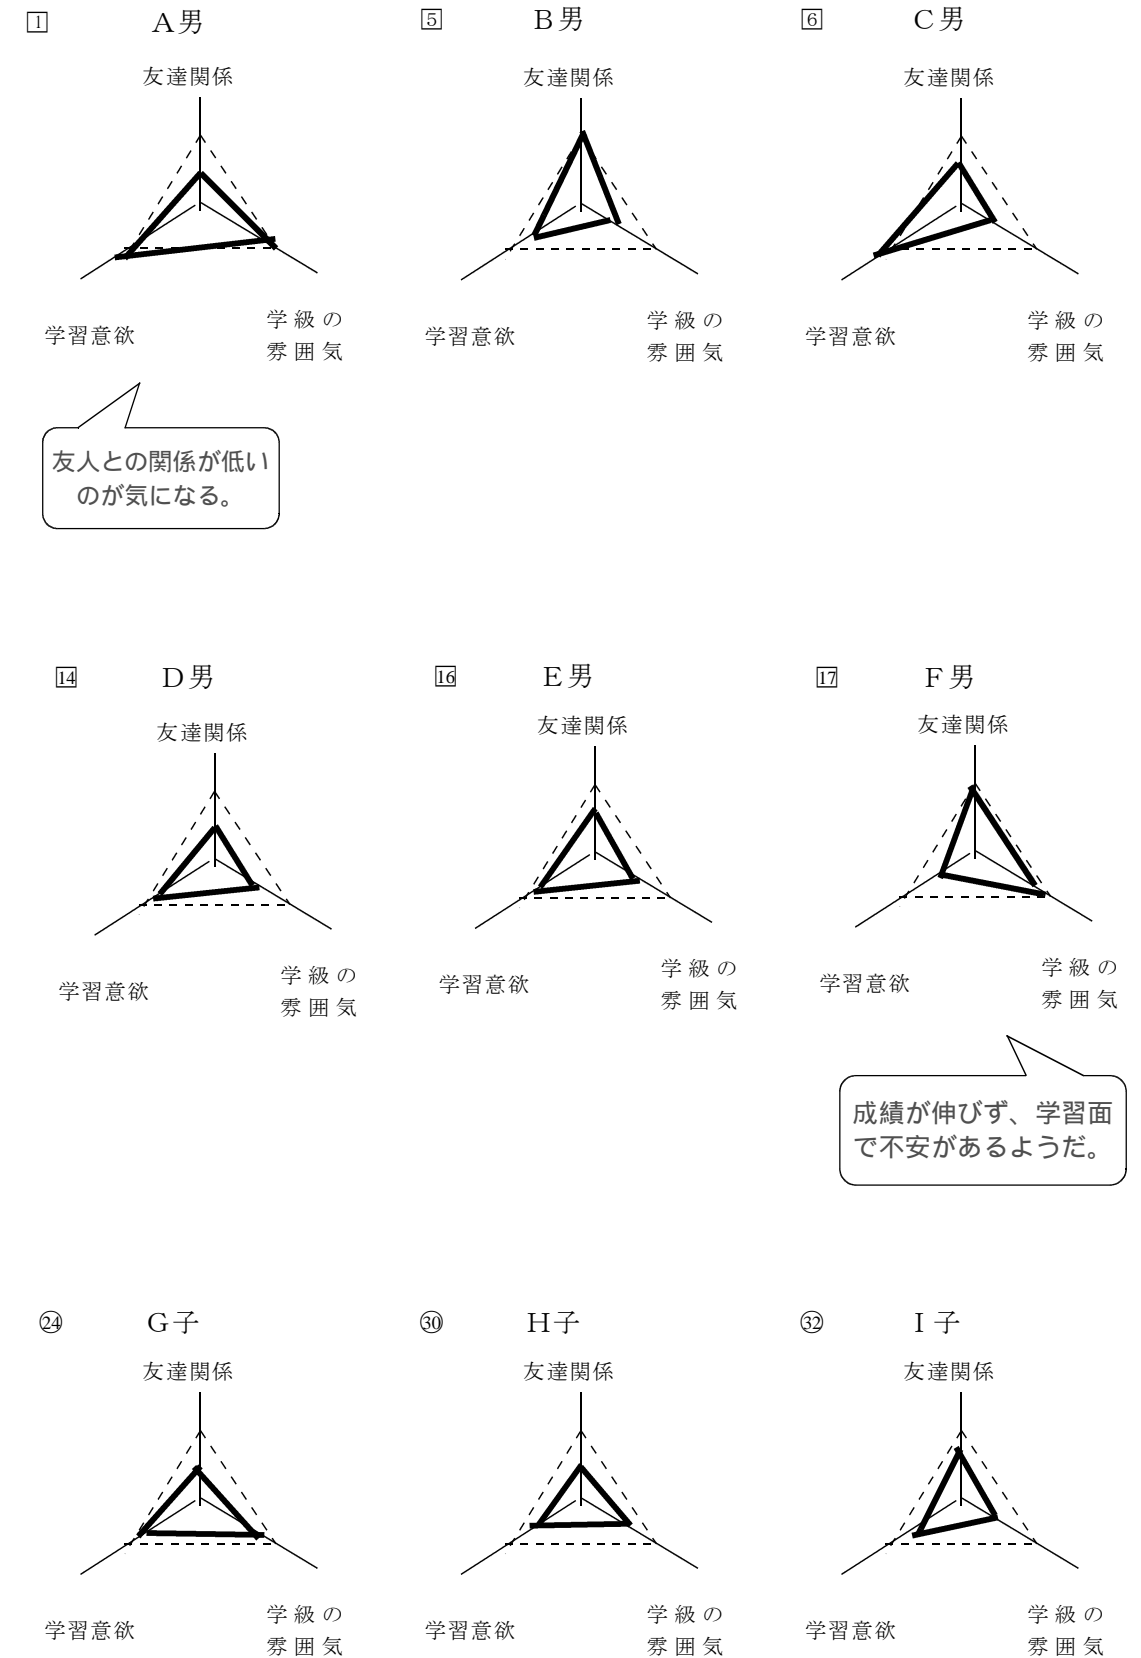 1 A男
5 B男
6 C男
友達関係
友達関係
友達関係
学習意欲
学級の
雰囲気
学習意欲
学級の
雰囲気
学習意欲
学級の
雰囲気
友人との関係が低い
のが気になる。
14 D男
16 E男
17 F男
友達関係
友達関係
友達関係
学習意欲
学級の
雰囲気
学習意欲
学級の
雰囲気
学習意欲
学級の
雰囲気
成績が伸びず、学習面
で不安があるようだ。
㉔ G子
㉚ H子
㉜ I子
友達関係
友達関係
友達関係
学習意欲
学級の
雰囲気
学習意欲
学級の
雰囲気
学習意欲
学級の
雰囲気